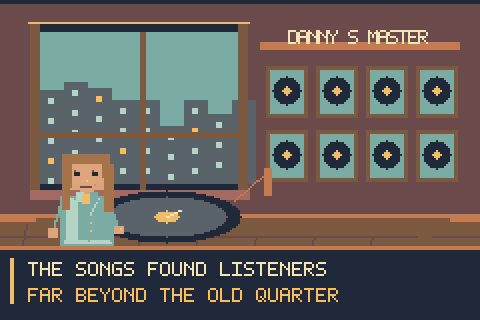 DANNY S MASTER
THE SONGS FOUND LISTENERS
FAR BEYOND THE OLD QUARTER